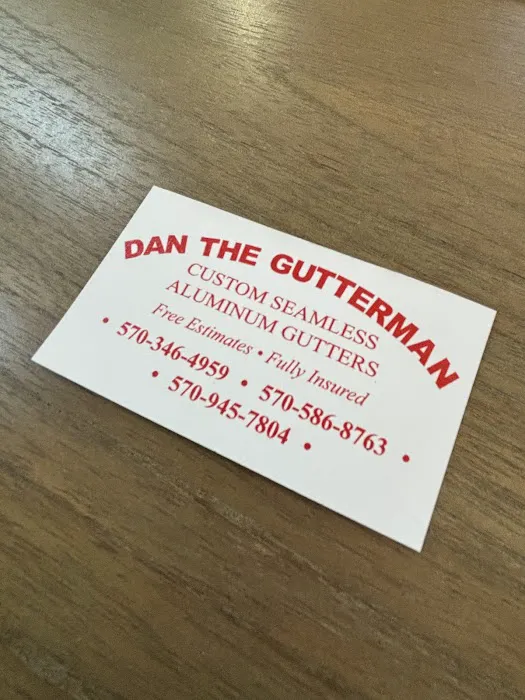 DAN THE GUTTERMAN
CUSTOM SEAMLESS
ALUMINUM GUTTERS
Free Estimates • Fully Insured
• 570-346-4959 • 570-586-8763 •
• 570-945-7804 •